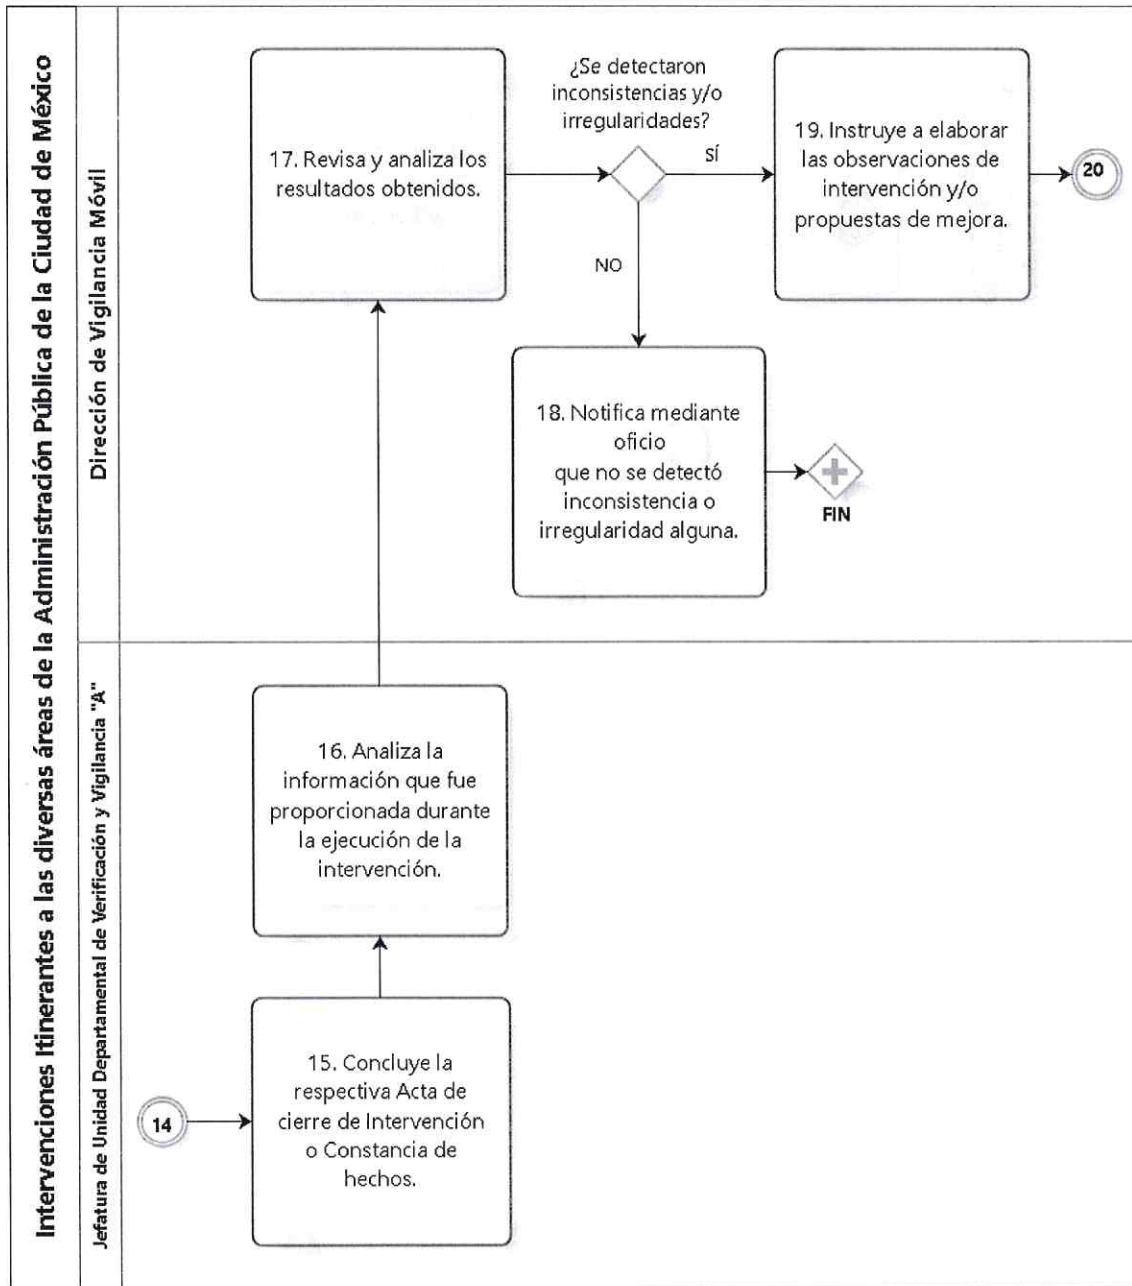 Intervenciones Itinerantes a las diversas áreas de la Administración Pública de la Ciudad de México
Dirección de Vigilancia Móvil
17. Revisa y analiza los
resultados obtenidos.
¿Se detectaron
inconsistencias y/o
irregularidades?
SÍ
NO
19. Instruye a elaborar
las observaciones de
intervención y/o
propuestas de mejora.
20
18. Notifica mediante
oficio
que no se detectó
inconsistencia o
irregularidad alguna.
FIN
Jefatura de Unidad Departamental de Verificación y Vigilancia "A"
16. Analiza la
información que fue
proporcionada durante
la ejecución de la
intervención.
14
15. Concluye la
respectiva Acta de
cierre de Intervención
o Constancia de
hechos.